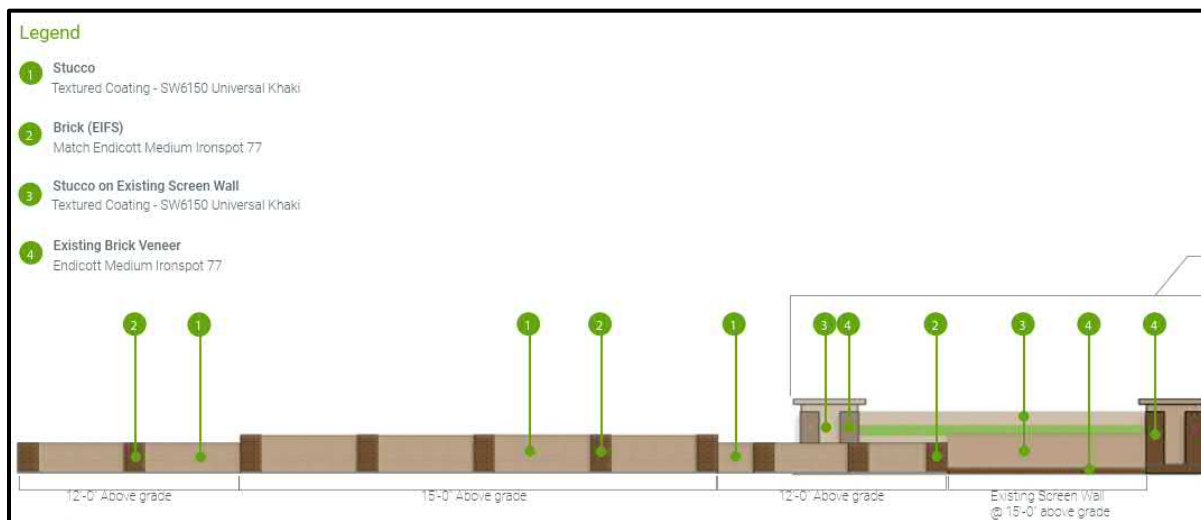 Legend
1 Stucco
Textured Coating - SW6150 Universal Khaki
2 Brick (EIFS)
Match Endicott Medium Ironspot 77
3 Stucco on Existing Screen Wall
Textured Coating - SW6150 Universal Khaki
4 Existing Brick Veneer
Endicott Medium Ironspot 77
2 1 1 2 1 3 4 2 3 4 4
12'-0" Above grade 15'-0" Above grade 12'-0" Above grade Existing Screen Wall
@ 15'-0" above grade